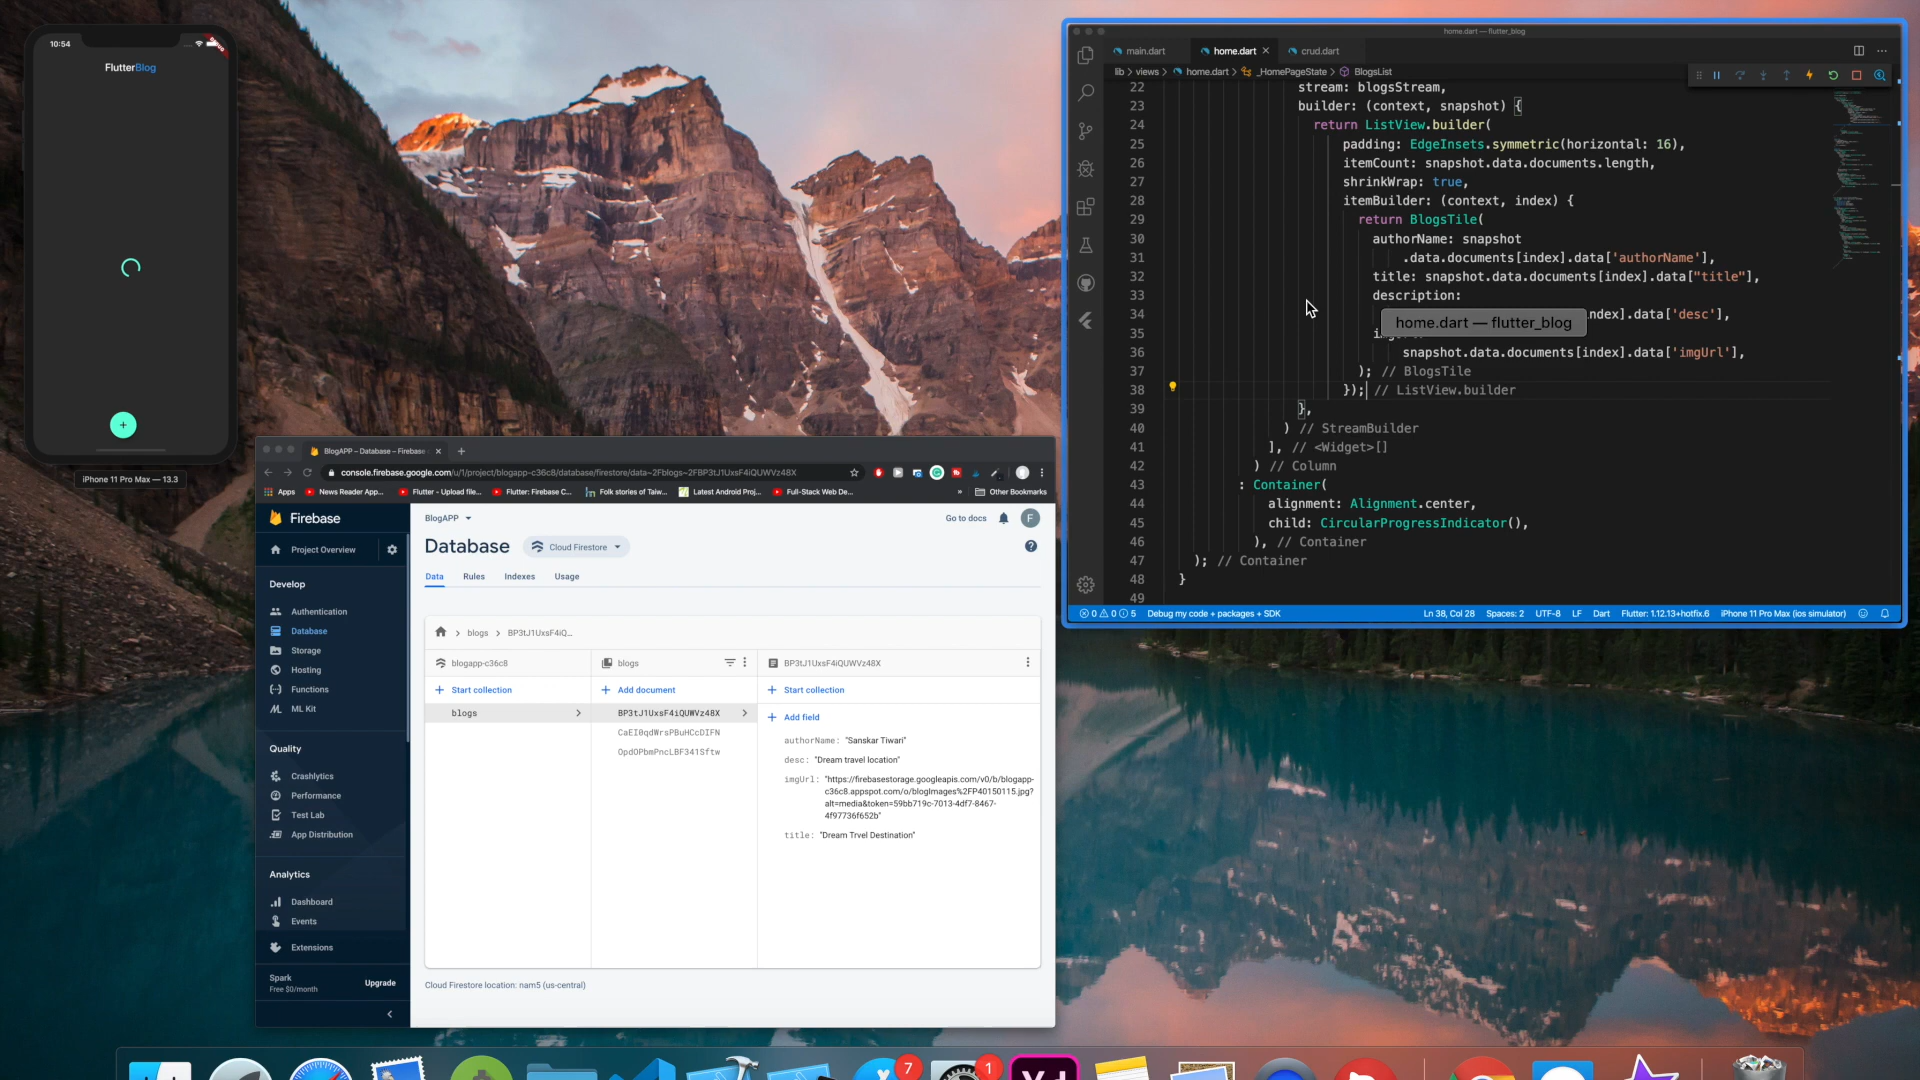 10:54
FlutterBlog
+
iPhone 11 Pro Max — 13.3
BlogAPP – Database – Firebase
console.firebase.google.com/u/1/project/blogapp-c36c8/database/firestore/data~2Fblogs~2FBP3tJ1UxsF4iQUWVz48X
Apps News Reader App... Flutter - Upload file... Flutter: Firebase C... Folk stories of Taiw... Latest Android Proj... Full-Stack Web De... » Other Bookmarks
Firebase
Project Overview
Develop
Authentication
Database
Storage
Hosting
Functions
ML Kit
Quality
Crashlytics
Performance
Test Lab
App Distribution
Analytics
Dashboard
Events
Extensions
Spark
Free $0/month
Upgrade
BlogAPP
Go to docs
F
Database
Cloud Firestore
Data Rules Indexes Usage
blogs > BP3tJ1UxsF4iQ...
blogapp-c36c8
blogs
BP3tJ1UxsF4iQUWVz48X
+ Start collection
+ Add document
+ Start collection
blogs
BP3tJ1UxsF4iQUWVz48X
CaEI0qdWrsPBuHCcDIFN
OpdOPbmPncLBF341Sftw
+ Add field
authorName: "Sanskar Tiwari"
desc: "Dream travel location"
imgUrl: "https://firebasestorage.googleapis.com/v0/b/blogapp-
c36c8.appspot.com/o/blogImages%2FP40150115.jpg?
alt=media&token=59bb719c-7013-4df7-8467-
4f97736f652b"
title: "Dream Trvel Destination"
Cloud Firestore location: nam5 (us-central)
home.dart — flutter_blog
main.dart home.dart crud.dart
lib > views > home.dart > _HomePageState > BlogsList
22 stream: blogsStream,
23 builder: (context, snapshot) {
24 return ListView.builder(
25 padding: EdgeInsets.symmetric(horizontal: 16),
26 itemCount: snapshot.data.documents.length,
27 shrinkWrap: true,
28 itemBuilder: (context, index) {
29 return BlogsTile(
30 authorName: snapshot
31 .data.documents[index].data['authorName'],
32 title: snapshot.data.documents[index].data["title"],
33 description:
34 ndex].data['desc'],
home.dart — flutter_blog
35
36 snapshot.data.documents[index].data['imgUrl'],
37 ); // BlogsTile
38 }); // ListView.builder
39 },
40 ) // StreamBuilder
41 ], // <Widget>[]
42 ) // Column
43 : Container(
44 alignment: Alignment.center,
45 child: CircularProgressIndicator(),
46 ), // Container
47 ); // Container
48 }
49
0 0 5 Debug my code + packages + SDK
Ln 38, Col 28 Spaces: 2 UTF-8 LF Dart Flutter: 1.12.13+hotfix.6 iPhone 11 Pro Max (ios simulator)
7
1